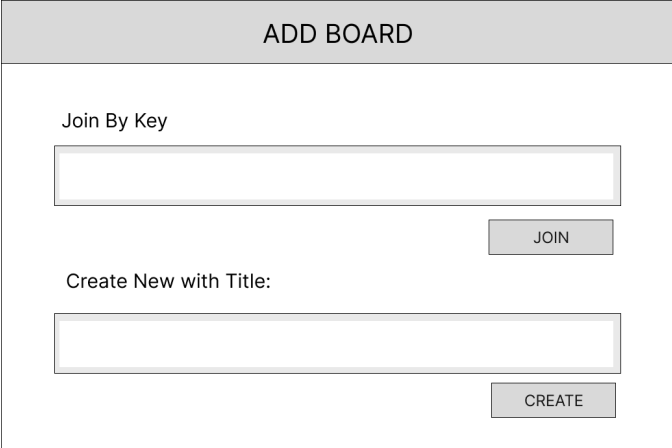 ADD BOARD
Join By Key
JOIN
Create New with Title:
CREATE